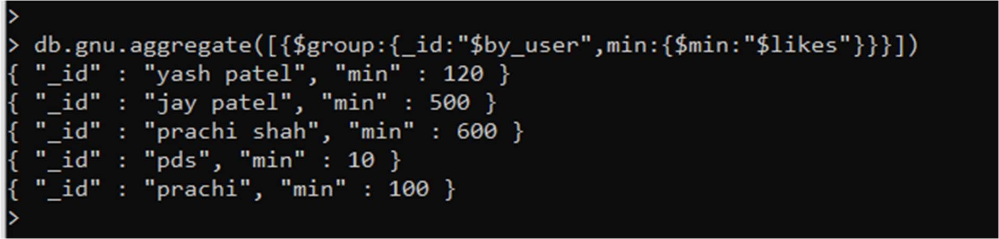 >
> db.gnu.aggregate([{$group:{_id:"$by_user",min:{$min:"$likes"}}}])
{ "_id" : "yash patel", "min" : 120 }
{ "_id" : "jay patel", "min" : 500 }
{ "_id" : "prachi shah", "min" : 600 }
{ "_id" : "pds", "min" : 10 }
{ "_id" : "prachi", "min" : 100 }
>